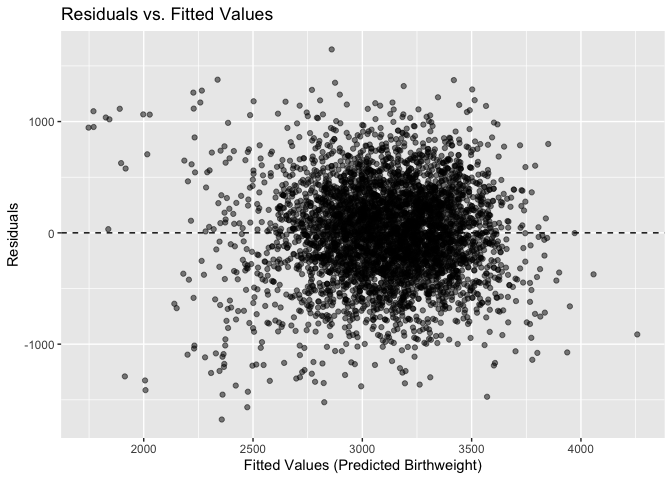 Residuals vs. Fitted Values
Residuals
1000
0
-1000
2000 2500 3000 3500 4000
Fitted Values (Predicted Birthweight)